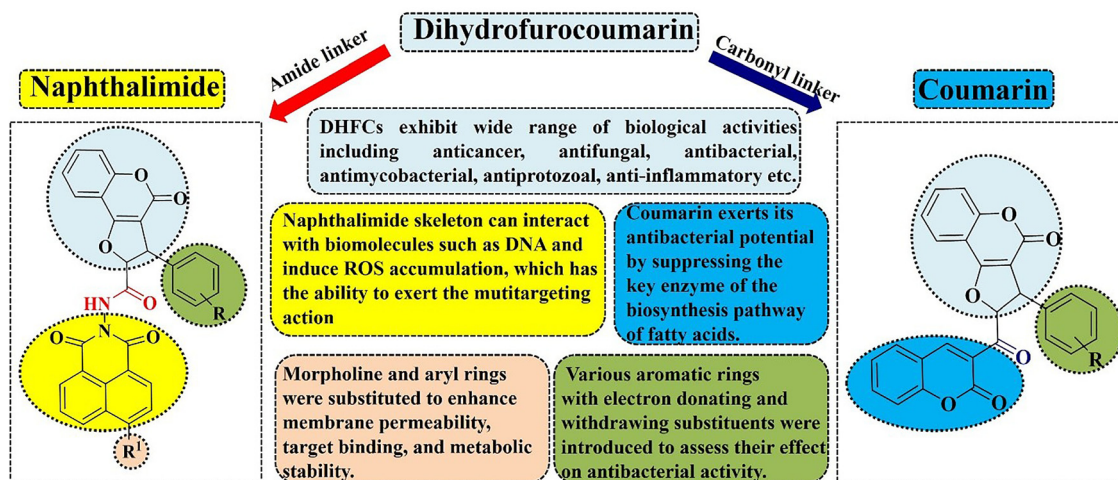 Dihydrofurocoumarin
Amide linker
Carbonyl linker
Naphthalimide
Coumarin
DHFCs exhibit wide range of biological activities
including anticancer, antifungal, antibacterial,
antimycobacterial, antiprotozoal, anti-inflammatory etc.
Naphthalimide skeleton can interact
with biomolecules such as DNA and
induce ROS accumulation, which has
the ability to exert the mutitargeting
action
Coumarin exerts its
antibacterial potential
by suppressing the
key enzyme of the
biosynthesis pathway
of fatty acids.
Morpholine and aryl rings
were substituted to enhance
membrane permeability,
target binding, and metabolic
stability.
Various aromatic rings
with electron donating and
withdrawing substituents were
introduced to assess their effect
on antibacterial activity.
O
O
O
HN
O
R
N
O
O
R¹
O
O
O
R
O
O
O